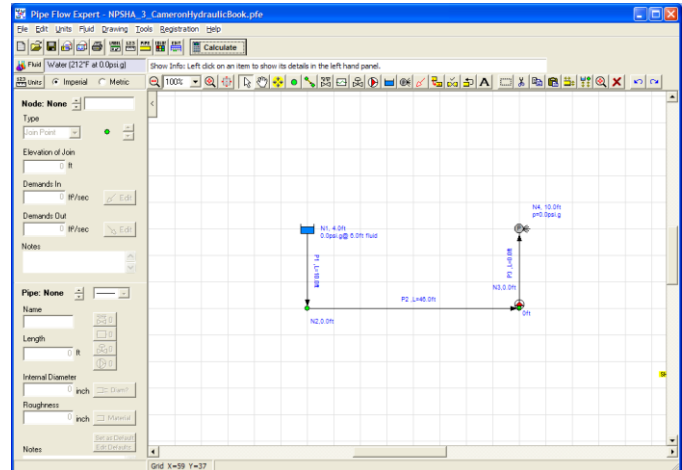 Pipe Flow Expert - NPSHA_3_CameronHydraulicBook.pfe
File Edit Units Fluid Drawing Tools Registration Help
Calculate
Fluid Water (212°F at 0.0psi.g) Show Info: Left click on an item to show its details in the left hand panel.
Units Imperial Metric 100% A X
Node: None
Type
Join Point
Elevation of Join
0 ft
Demands In
0 ft³/sec Edit
Demands Out
0 ft³/sec Edit
Notes
Pipe: None
Name
Length
0 ft
Internal Diameter
0 inch
Roughness
0 inch Material
Set as Default
Notes Edit Defaults
N1, 4.0ft
0.0psi.g@ 6.0ft fluid
N2,0.0ft
P2 ,L=45.0ft
N3,0.0ft
0ft
N4, 10.0ft
p=0.0psi.g
Grid X=59 Y=37